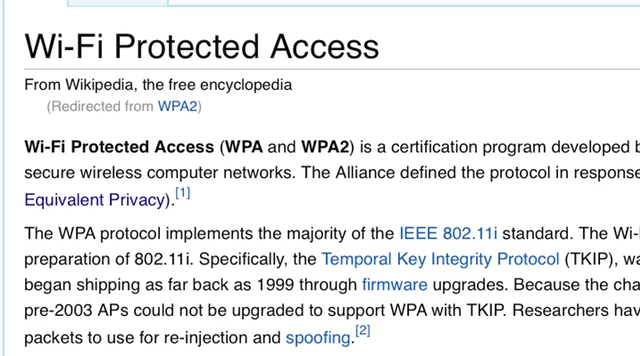 Wi-Fi Protected Access
From Wikipedia, the free encyclopedia
(Redirected from WPA2)
Wi-Fi Protected Access (WPA and WPA2) is a certification program developed b
secure wireless computer networks. The Alliance defined the protocol in response
Equivalent Privacy).[1]
The WPA protocol implements the majority of the IEEE 802.11i standard. The Wi-
preparation of 802.11i. Specifically, the Temporal Key Integrity Protocol (TKIP), wa
began shipping as far back as 1999 through firmware upgrades. Because the cha
pre-2003 APs could not be upgraded to support WPA with TKIP. Researchers hav
packets to use for re-injection and spoofing.[2]